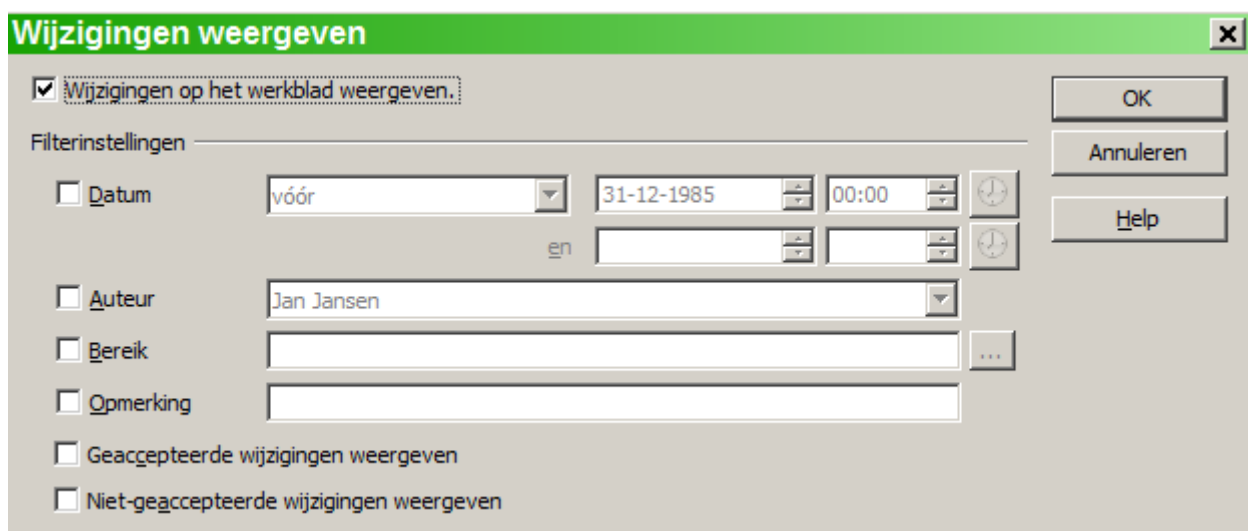 Wijzigingen weergeven
Wijzigingen op het werkblad weergeven.
OK
Filterinstellingen
Annuleren
Datum vóór 31-12-1985 00:00
Help
en
Auteur Jan Jansen
Bereik ...
Opmerking
Geaccepteerde wijzigingen weergeven
Niet-geaccepteerde wijzigingen weergeven